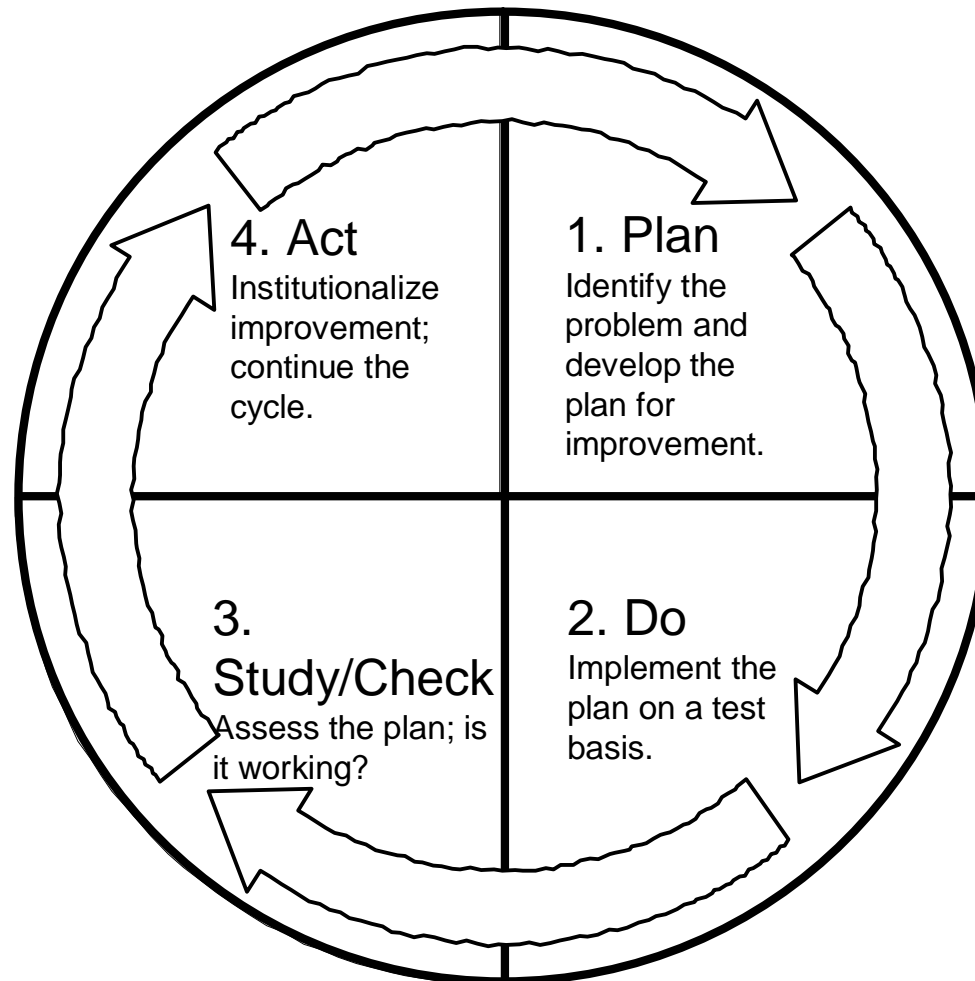 4. Act
Institutionalize
improvement;
continue the
cycle.
1. Plan
Identify the
problem and
develop the
plan for
improvement.
3.
Study/Check
Assess the plan; is
it working?
2. Do
Implement the
plan on a test
basis.